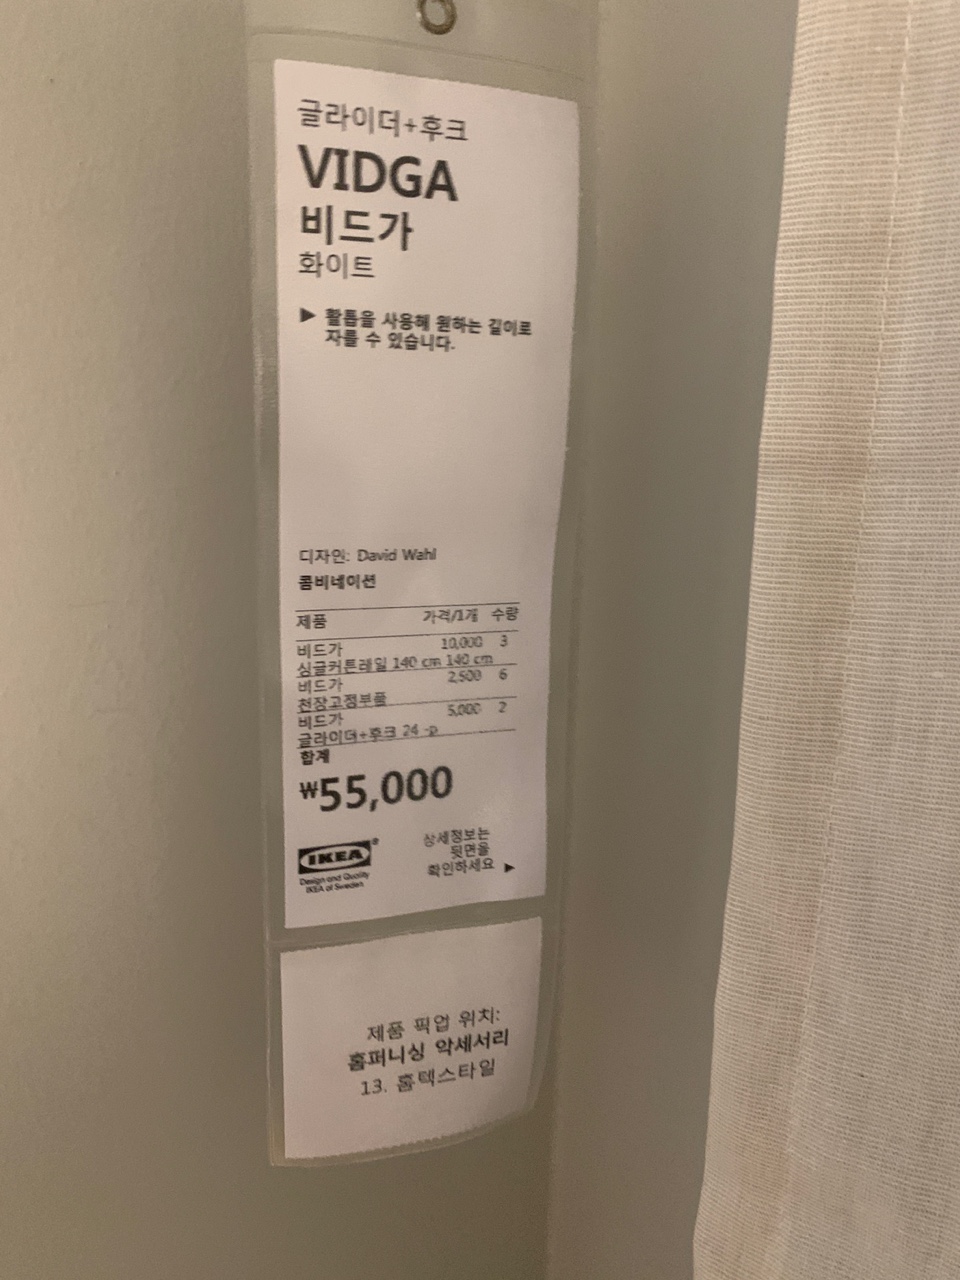 글라이더+후크
VIDGA
비드가
화이트
▶ 활톱을 사용해 원하는 길이로
자를 수 있습니다.
디자인: David Wahl
콤비네이션
제품 가격/1개 수량
비드가 10,000 3
싱글커튼레일 140 cm 140 cm
비드가 2,500 6
천장고정부품
비드가 5,000 2
글라이더+후크 24 -p
합계
₩55,000
IKEA®
Design and Quality
IKEA of Sweden
상세정보는
뒷면을
확인하세요 ▶
제품 픽업 위치:
홈퍼니싱 악세서리
13. 홈텍스타일